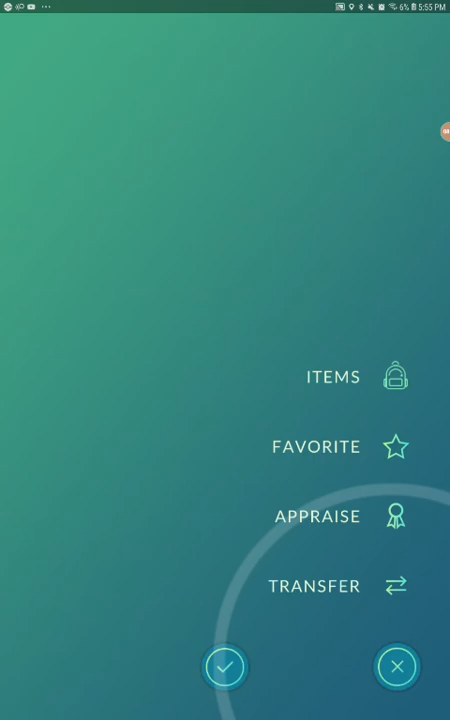 6% 5:55 PM
ITEMS
FAVORITE
APPRAISE
TRANSFER